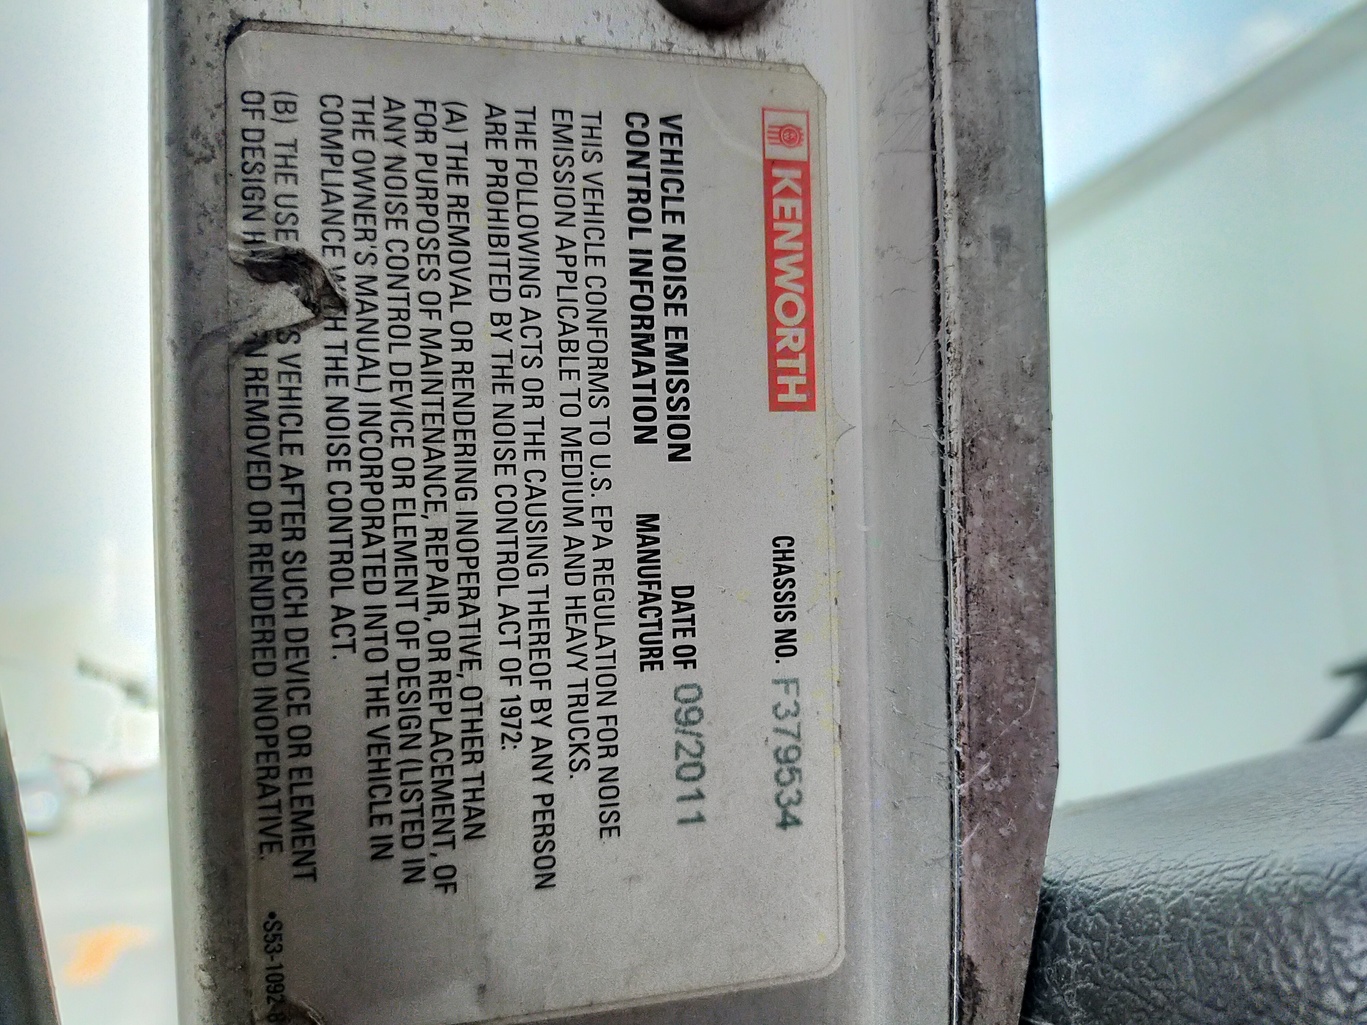 KENWORTH
CHASSIS NO. F379534
VEHICLE NOISE EMISSION
CONTROL INFORMATION
DATE OF
MANUFACTURE
09/2011
THIS VEHICLE CONFORMS TO U.S. EPA REGULATION FOR NOISE
EMISSION APPLICABLE TO MEDIUM AND HEAVY TRUCKS.
THE FOLLOWING ACTS OR THE CAUSING THEREOF BY ANY PERSON
ARE PROHIBITED BY THE NOISE CONTROL ACT OF 1972:
(A) THE REMOVAL OR RENDERING INOPERATIVE, OTHER THAN
FOR PURPOSES OF MAINTENANCE, REPAIR, OR REPLACEMENT, OF
ANY NOISE CONTROL DEVICE OR ELEMENT OF DESIGN (LISTED IN
THE OWNER'S MANUAL) INCORPORATED INTO THE VEHICLE IN
COMPLIANCE THE NOISE CONTROL ACT.
(B) THE USE VEHICLE AFTER SUCH DEVICE OR ELEMENT
OF DESIGN REMOVED OR RENDERED INOPERATIVE.
•S53-1092-8